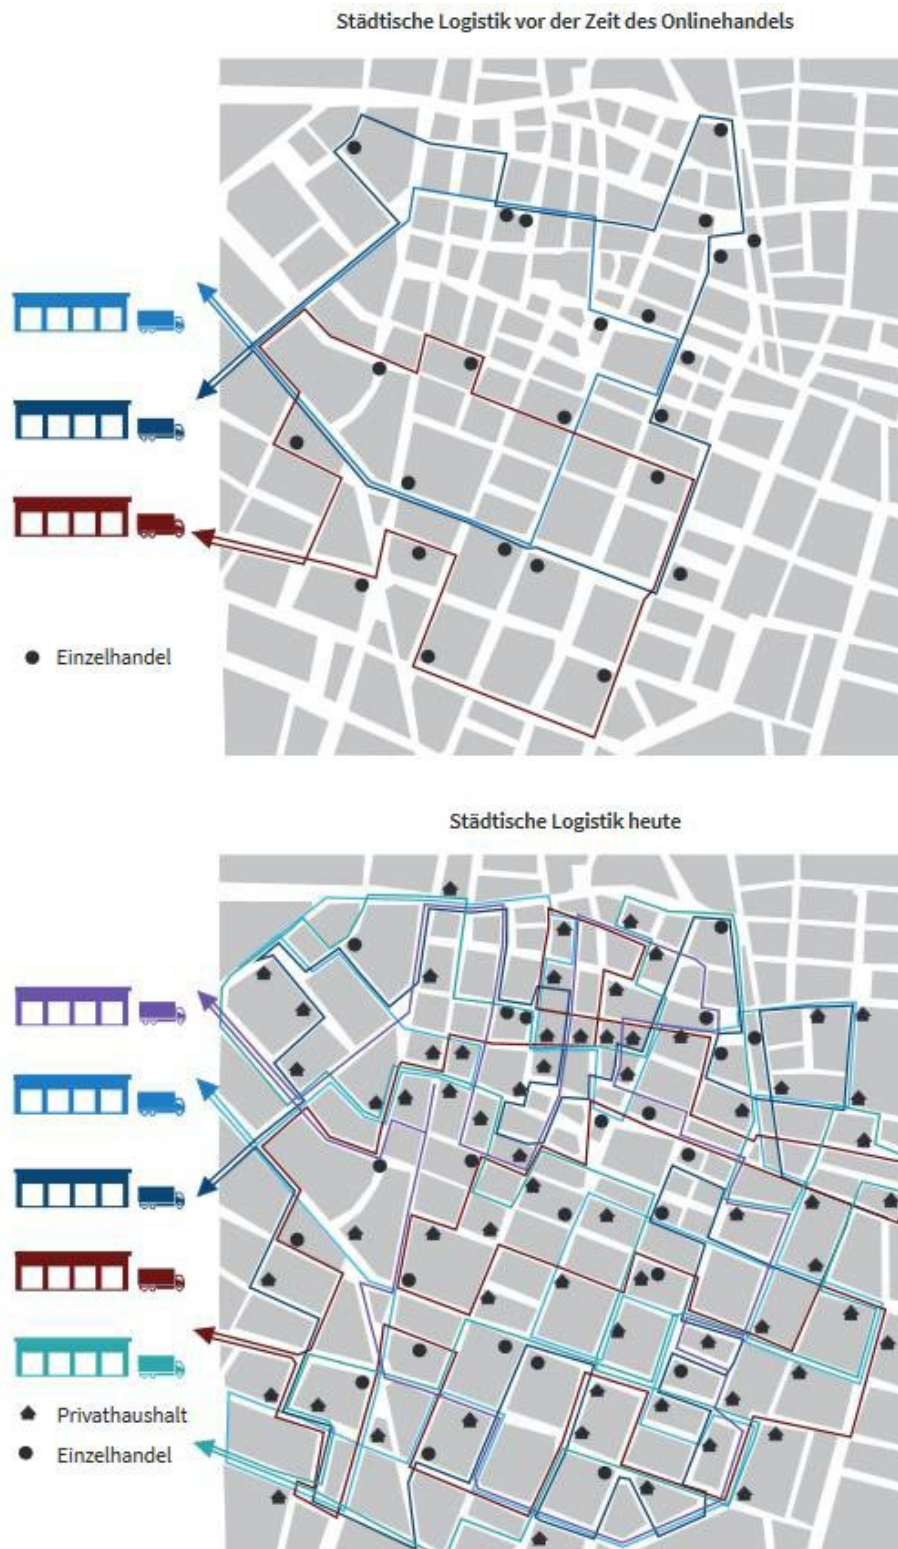 Städtische Logistik vor der Zeit des Onlinehandels
Einzelhandel
Städtische Logistik heute
Privathaushalt
Einzelhandel